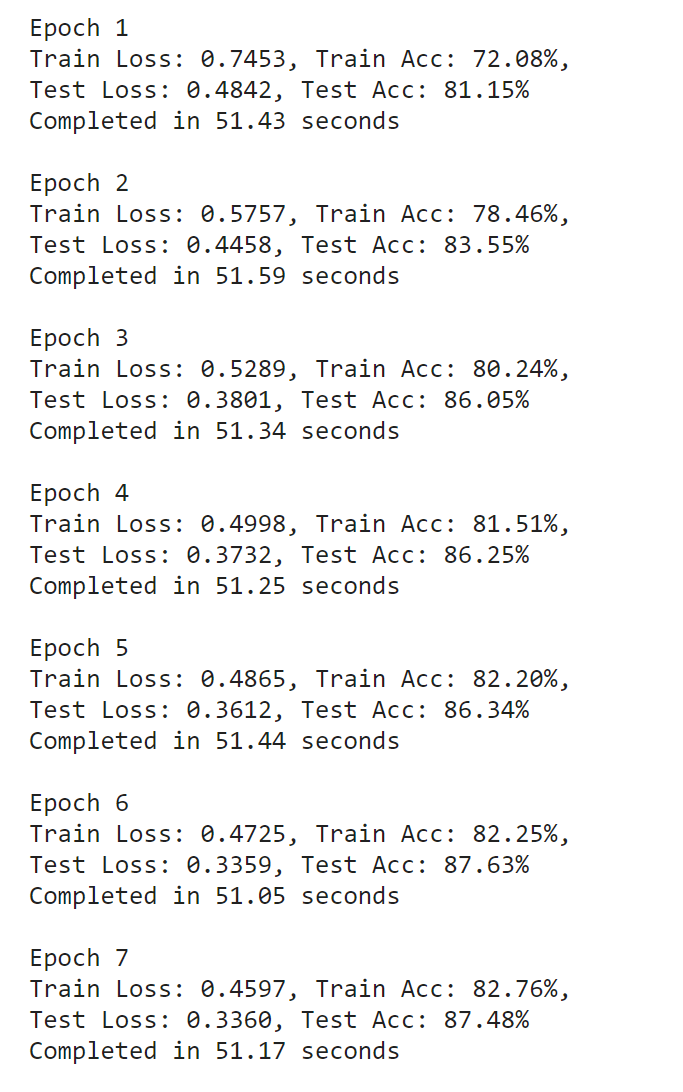 Epoch 1
Train Loss: 0.7453, Train Acc: 72.08%,
Test Loss: 0.4842, Test Acc: 81.15%
Completed in 51.43 seconds
Epoch 2
Train Loss: 0.5757, Train Acc: 78.46%,
Test Loss: 0.4458, Test Acc: 83.55%
Completed in 51.59 seconds
Epoch 3
Train Loss: 0.5289, Train Acc: 80.24%,
Test Loss: 0.3801, Test Acc: 86.05%
Completed in 51.34 seconds
Epoch 4
Train Loss: 0.4998, Train Acc: 81.51%,
Test Loss: 0.3732, Test Acc: 86.25%
Completed in 51.25 seconds
Epoch 5
Train Loss: 0.4865, Train Acc: 82.20%,
Test Loss: 0.3612, Test Acc: 86.34%
Completed in 51.44 seconds
Epoch 6
Train Loss: 0.4725, Train Acc: 82.25%,
Test Loss: 0.3359, Test Acc: 87.63%
Completed in 51.05 seconds
Epoch 7
Train Loss: 0.4597, Train Acc: 82.76%,
Test Loss: 0.3360, Test Acc: 87.48%
Completed in 51.17 seconds